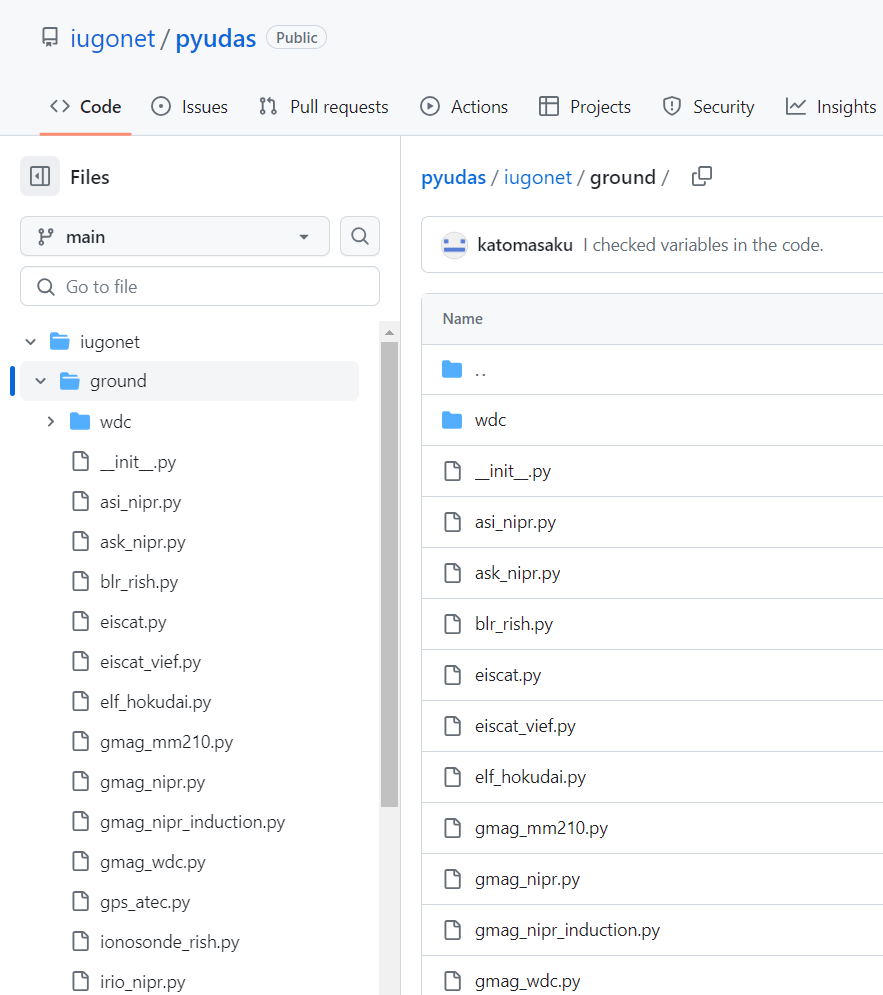 iugonet / pyudas Public
Code Issues Pull requests Actions Projects Security Insights
Files
main
Go to file
iugonet
ground
wdc
__init__.py
asi_nipr.py
ask_nipr.py
blr_rish.py
eiscat.py
eiscat_vief.py
elf_hokudai.py
gmag_mm210.py
gmag_nipr.py
gmag_nipr_induction.py
gmag_wdc.py
gps_atec.py
ionosonde_rish.py
irio_nipr.py
pyudas / iugonet / ground /
katomasaku I checked variables in the code.
Name
..
wdc
__init__.py
asi_nipr.py
ask_nipr.py
blr_rish.py
eiscat.py
eiscat_vief.py
elf_hokudai.py
gmag_mm210.py
gmag_nipr.py
gmag_nipr_induction.py
gmag_wdc.py